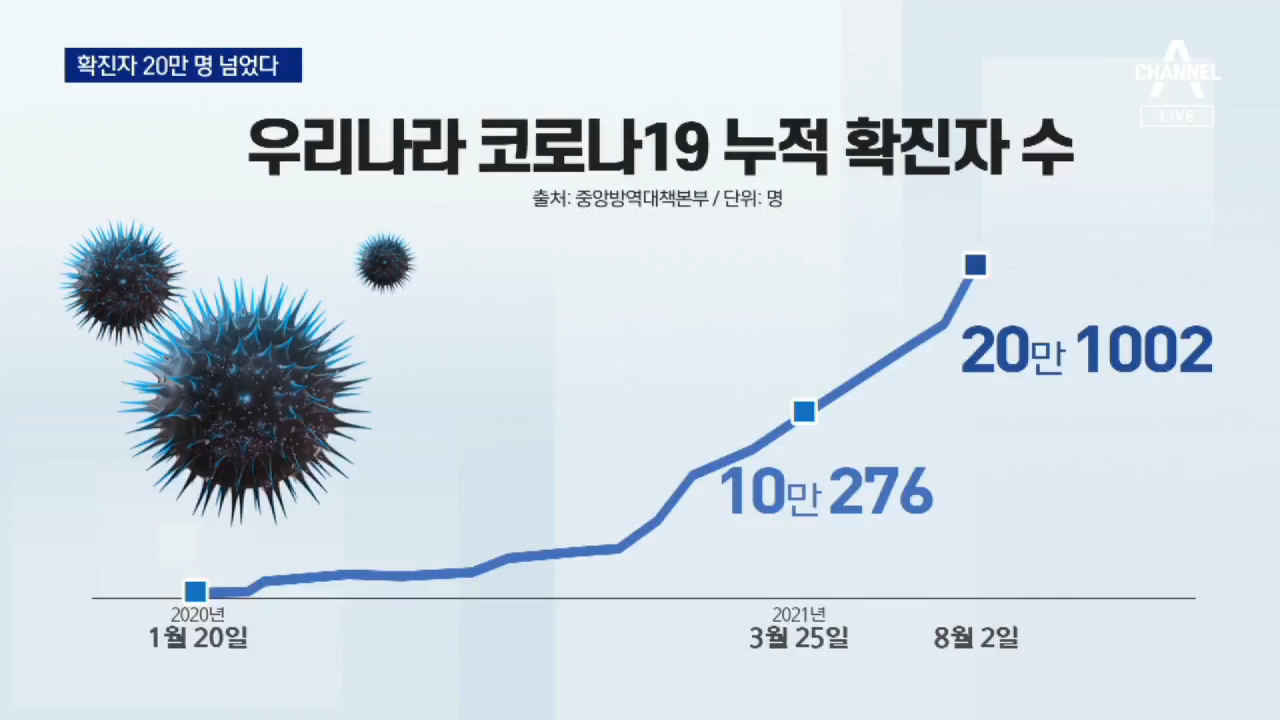 확진자 20만 명 넘었다
CHANNEL A
LIVE
우리나라 코로나19 누적 확진자 수
출처: 중앙방역대책본부 / 단위: 명
20만 1002
10만 276
2020년
1월 20일
2021년
3월 25일
8월 2일